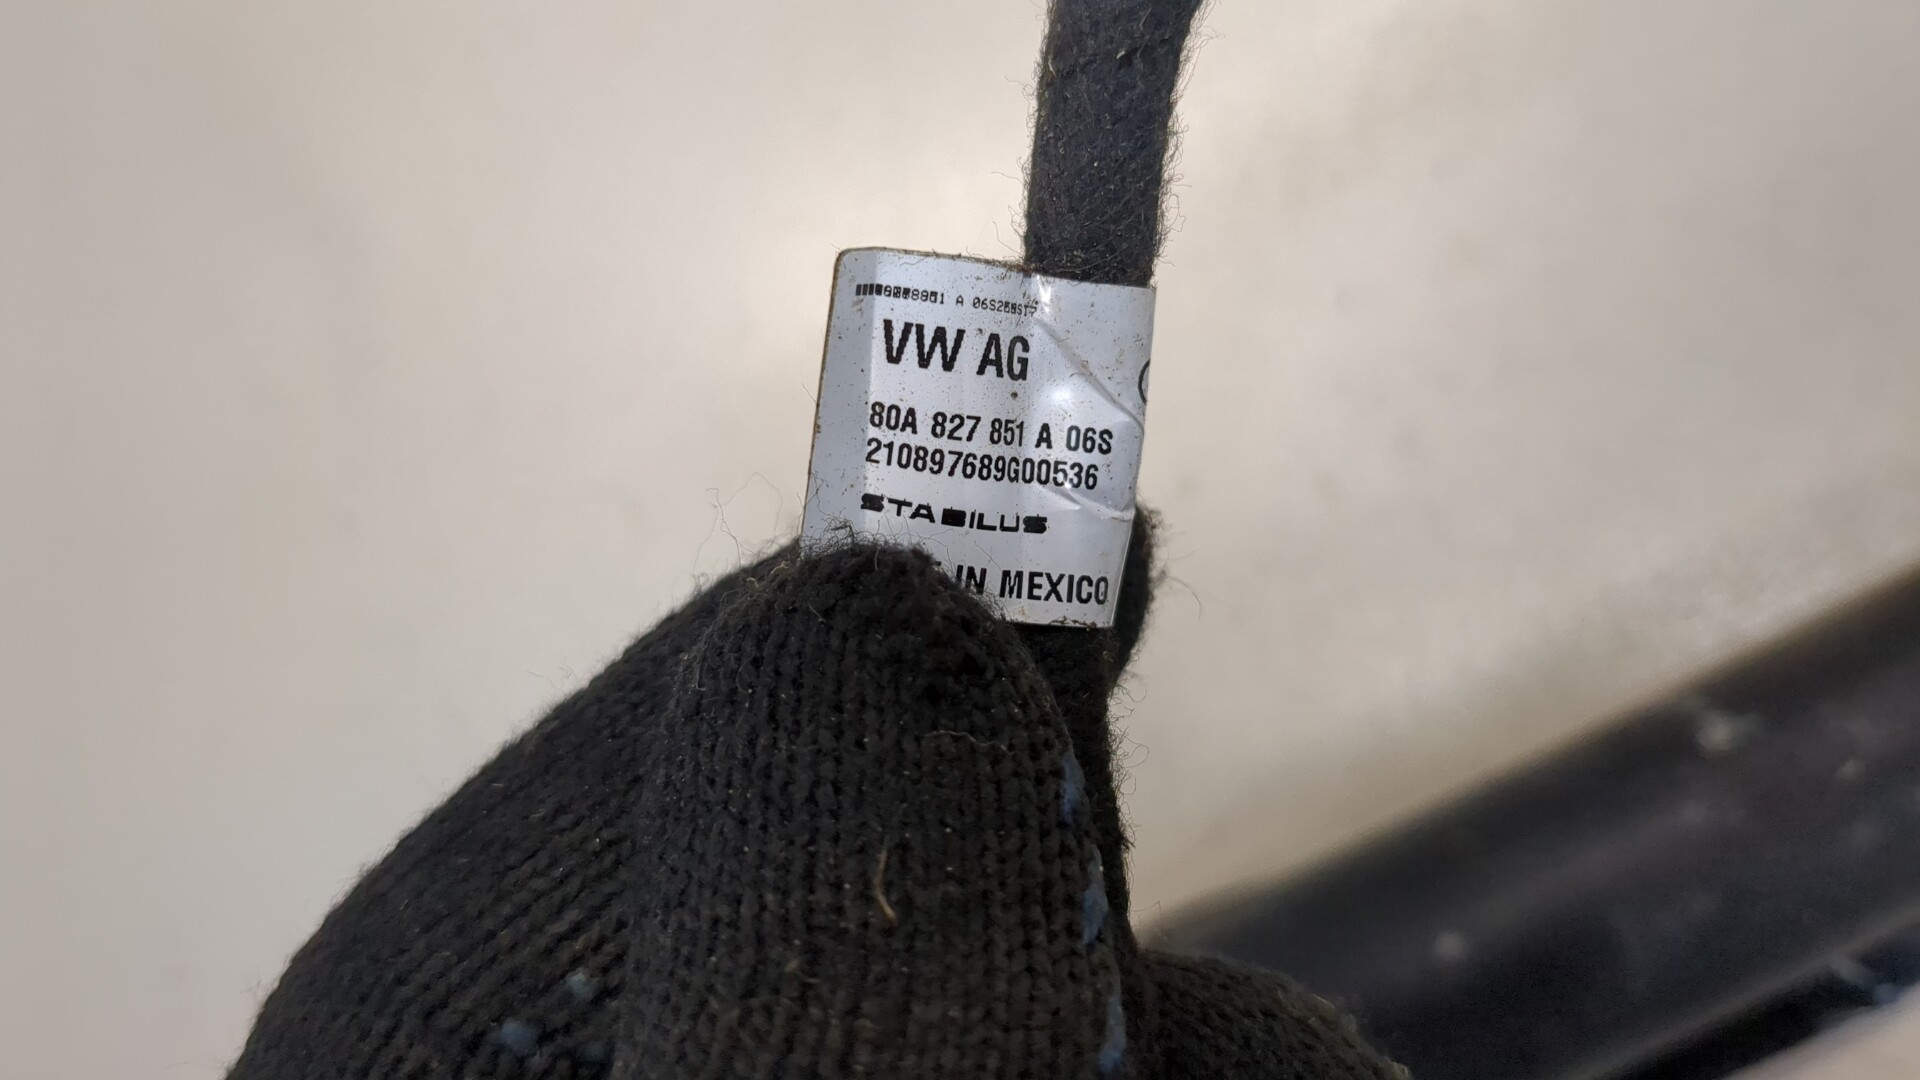 VW AG
80A 827 851 A 06S
210897689G00536
STABILUS
IN MEXICO